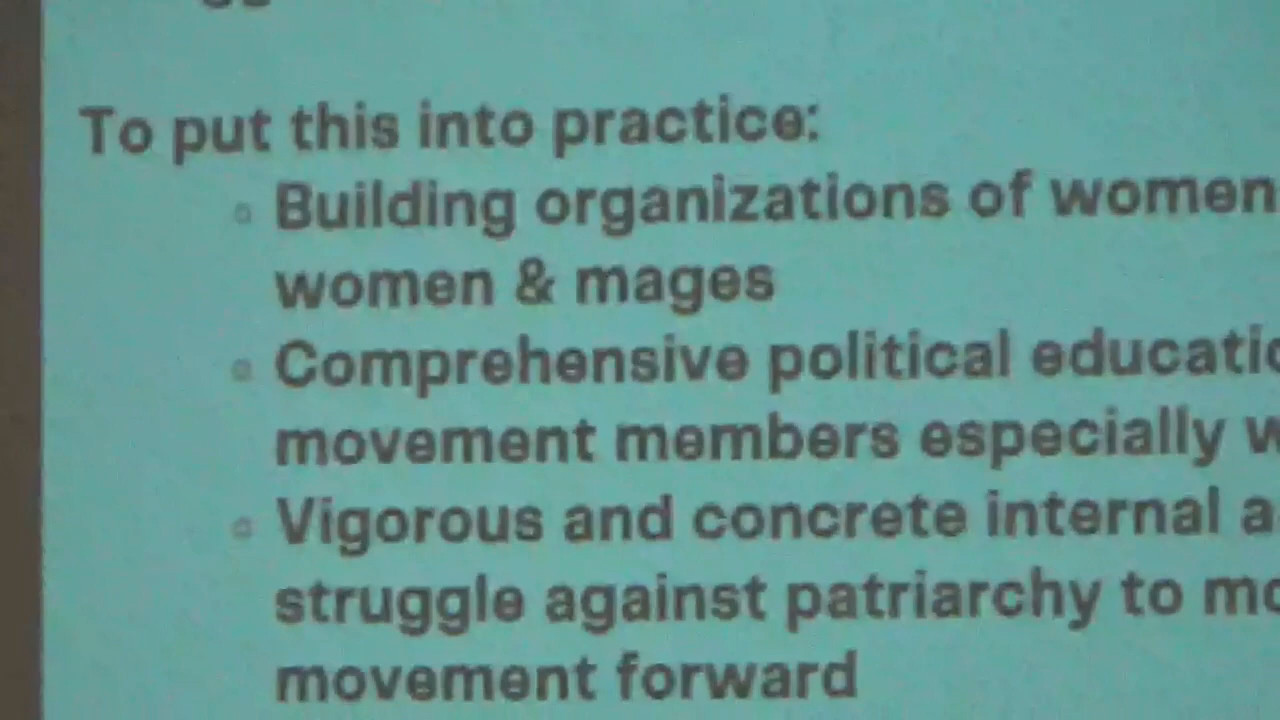 To put this into practice:
Building organizations of women
women & mages
Comprehensive political educatio
movement members especially w
Vigorous and concrete internal a
struggle against patriarchy to mo
movement forward